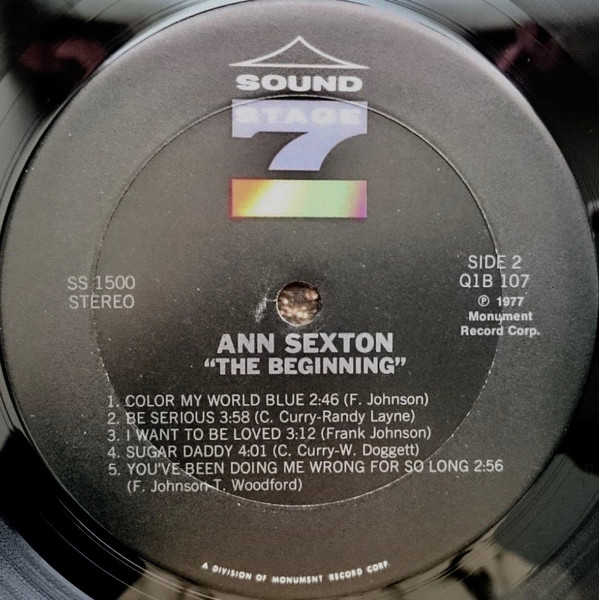 SOUND
STAGE
7
SS 1500
STEREO
SIDE 2
Q1B 107
℗ 1977
Monument
Record Corp.
ANN SEXTON
“THE BEGINNING”
1. COLOR MY WORLD BLUE 2:46 (F. Johnson)
2. BE SERIOUS 3:58 (C. Curry-Randy Layne)
3. I WANT TO BE LOVED 3:12 (Frank Johnson)
4. SUGAR DADDY 4:01 (C. Curry-W. Doggett)
5. YOU'VE BEEN DOING ME WRONG FOR SO LONG 2:56
(F. Johnson-T. Woodford)
A DIVISION OF MONUMENT RECORD CORP.